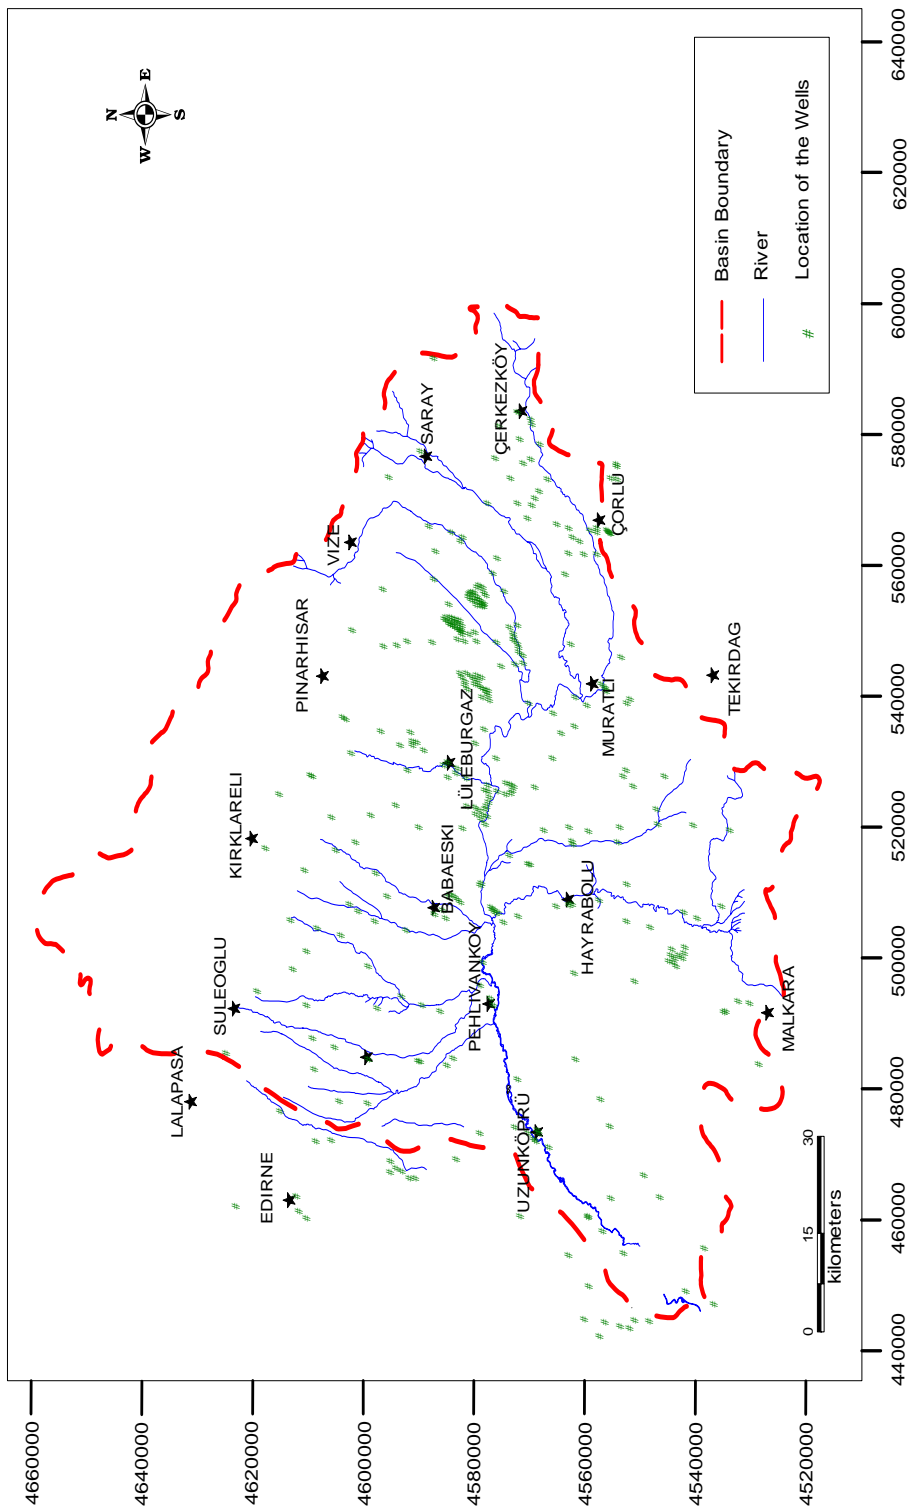 N
W
E
S
4660000
4640000
4620000
4600000
4580000
4560000
4540000
4520000
LALAPASA
SULEOGLU
KIRKLARELI
PINARHISAR
VIZE
SARAY
EDIRNE
BABAESKI
LÜLEBURGAZ
ÇERKEZKÖY
PEHLIVANKOY
UZUNKÖPRÜ
HAYRABOLU
MURATLI
ÇORLU
TEKIRDAG
MALKARA
Basin Boundary
River
# Location of the Wells
0 15 30
kilometers
440000 460000 480000 500000 520000 540000 560000 580000 600000 620000 640000